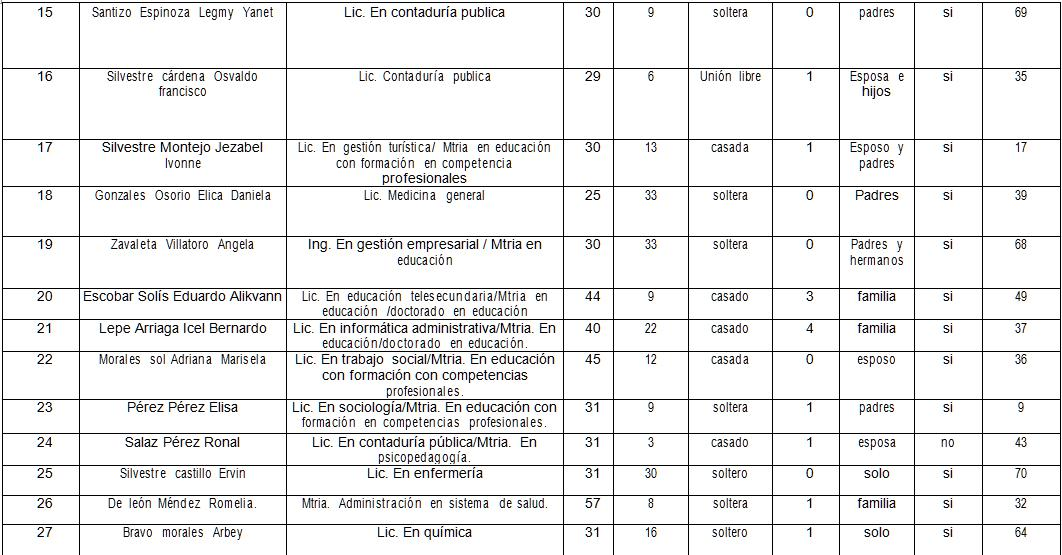 15 Santizo Espinoza Legmy Yanet Lic. En contaduría publica 30 9 soltera 0 padres si 69
16 Silvestre cárdena Osvaldo Lic. Contaduría publica 29 6 Unión libre 1 Esposa e si 35
francisco hijos
17 Silvestre Montejo Jezabel Lic. En gestión turística/ Mtria en educación 30 13 casada 1 Esposo y si 17
Ivonne con formación en competencia padres
profesionales
18 Gonzales Osorio Elica Daniela Lic. Medicina general 25 33 soltera 0 Padres si 39
19 Zavaleta Villatoro Angela Ing. En gestión empresarial / Mtria en 30 33 soltera 0 Padres y si 68
educación hermanos
20 Escobar Solís Eduardo Alikvann Lic. En educación telesecundaria/Mtria en 44 9 casado 3 familia si 49
educación /doctorado en educación
21 Lepe Arriaga Icel Bernardo Lic. En informática administrativa/Mtria. En 40 22 casado 4 familia si 37
educación/doctorado en educación.
22 Morales sol Adriana Marisela Lic. En trabajo social/Mtria. En educación 45 12 casada 0 esposo si 36
con formación con competencias
profesionales.
23 Pérez Pérez Elisa Lic. En sociología/Mtria. En educación con 31 9 soltera 1 padres si 9
formación en competencias profesionales.
24 Salaz Pérez Ronal Lic. En contaduría pública/Mtria. En 31 3 casado 1 esposa no 43
psicopedagogía.
25 Silvestre castillo Ervin Lic. En enfermería 31 30 soltero 0 solo si 70
26 De león Méndez Romelia. Mtria. Administración en sistema de salud. 57 8 soltera 1 familia si 32
27 Bravo morales Arbey Lic. En química 31 16 soltero 1 solo si 64